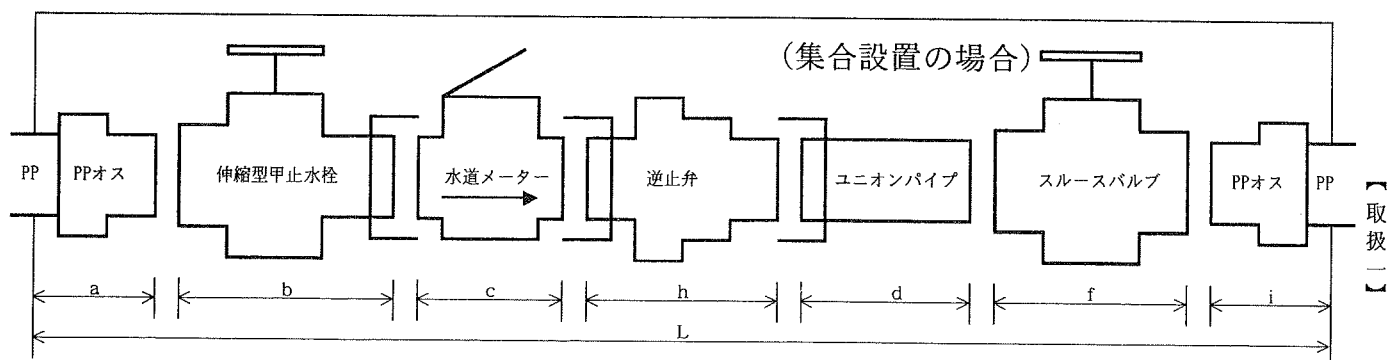 (集合設置の場合)
PP
PPオス
伸縮型甲止水栓
水道メーター
逆止弁
ユニオンパイプ
スルースバルブ
PPオス
PP
【取扱一】
a
b
c
h
d
f
i
L